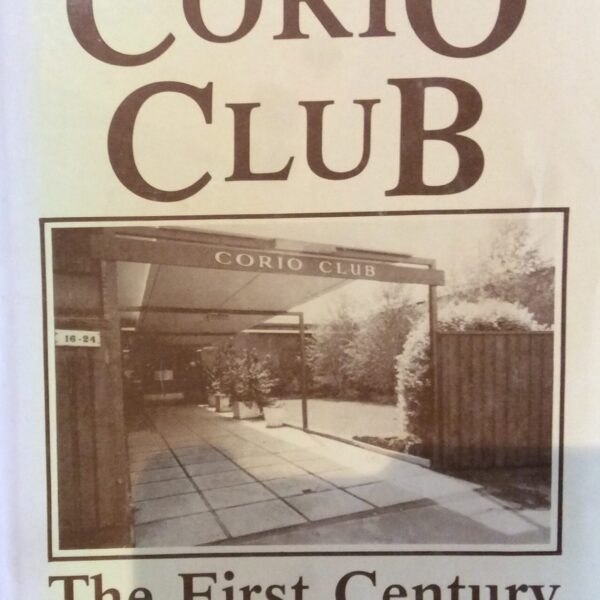 CORIO
CLUB
CORIO CLUB
16-24
The First Century